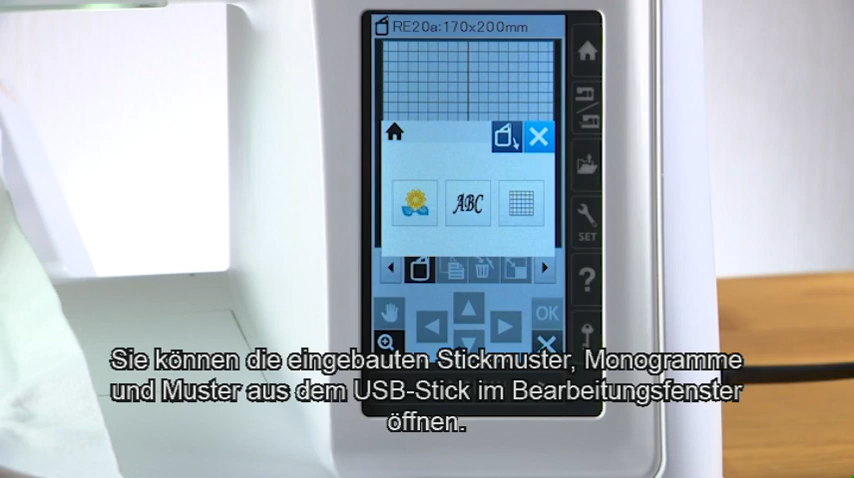 RE20a:170x200mm
ABC
SET
?
OK
Sie können die eingebauten Stickmuster, Monogramme
und Muster aus dem USB-Stick im Bearbeitungsfenster
öffnen.